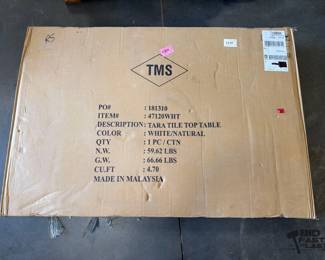 TMS
PO# : 181310
ITEM# : 47120WHT
DESCRIPTION: TARA TILE TOP TABLE
COLOR : WHITE/NATURAL
QTY : 1 PC / CTN
N.W. : 59.62 LBS
G.W. : 66.66 LBS
CU.FT : 4.70
MADE IN MALAYSIA